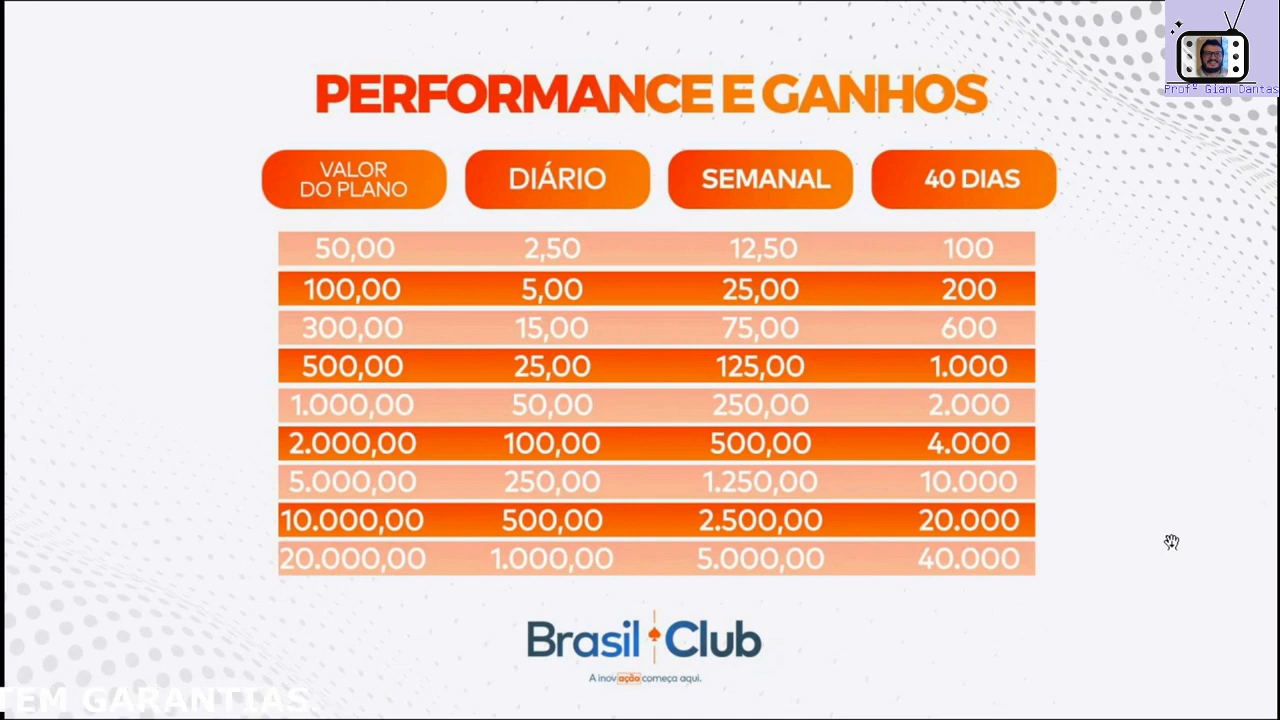 Profº Gian Dantas
PERFORMANCE E GANHOS
VALOR DO PLANO DIÁRIO SEMANAL 40 DIAS
50,00 2,50 12,50 100
100,00 5,00 25,00 200
300,00 15,00 75,00 600
500,00 25,00 125,00 1.000
1.000,00 50,00 250,00 2.000
2.000,00 100,00 500,00 4.000
5.000,00 250,00 1.250,00 10.000
10.000,00 500,00 2.500,00 20.000
20.000,00 1.000,00 5.000,00 40.000
Brasil Club
A inovação começa aqui.
TEM GARANTIAS.